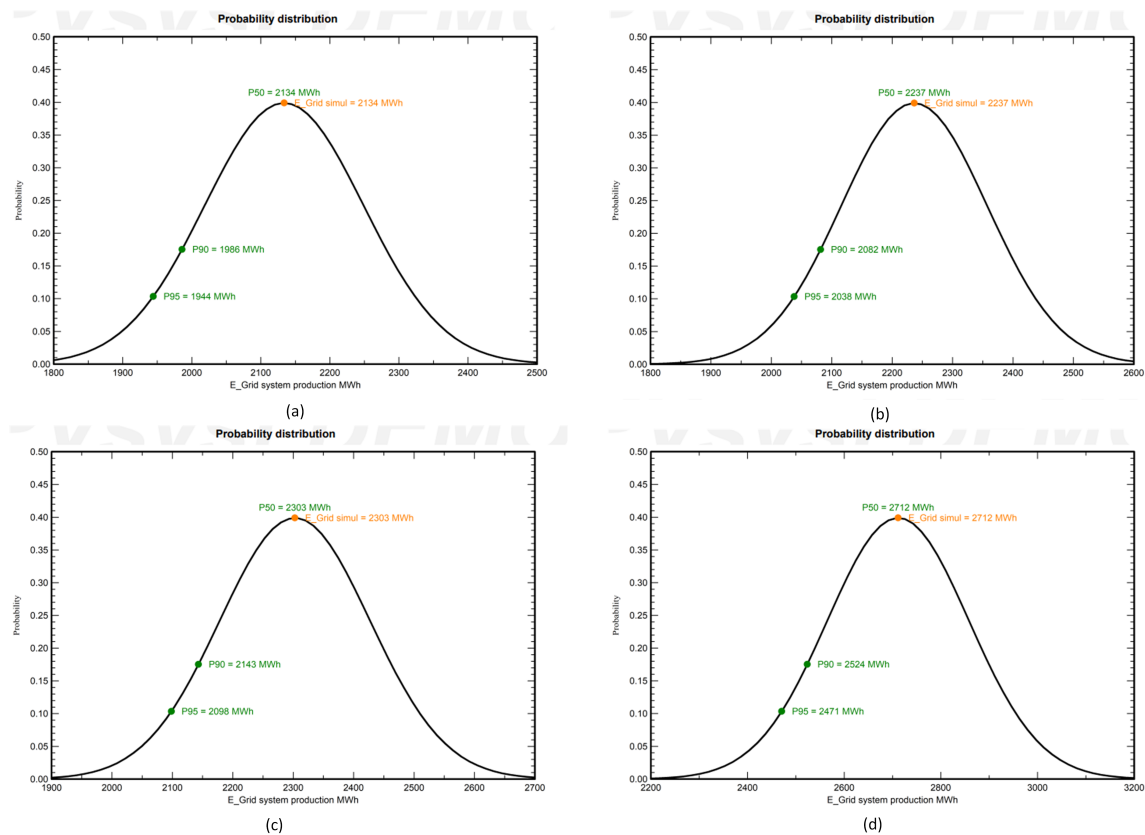 Probability distribution
0.50
0.45
0.40
0.35
0.30
0.25
0.20
0.15
0.10
0.05
0.00
Probability
P50 = 2134 MWh
E_Grid simul = 2134 MWh
P90 = 1986 MWh
P95 = 1944 MWh
1800 1900 2000 2100 2200 2300 2400 2500
E_Grid system production MWh
(a)
Probability distribution
0.50
0.45
0.40
0.35
0.30
0.25
0.20
0.15
0.10
0.05
0.00
Probability
P50 = 2237 MWh
E_Grid simul = 2237 MWh
P90 = 2082 MWh
P95 = 2038 MWh
1800 1900 2000 2100 2200 2300 2400 2500 2600
E_Grid system production MWh
(b)
Probability distribution
0.50
0.45
0.40
0.35
0.30
0.25
0.20
0.15
0.10
0.05
0.00
Probability
P50 = 2303 MWh
E_Grid simul = 2303 MWh
P90 = 2143 MWh
P95 = 2098 MWh
1900 2000 2100 2200 2300 2400 2500 2600 2700
E_Grid system production MWh
(c)
Probability distribution
0.50
0.45
0.40
0.35
0.30
0.25
0.20
0.15
0.10
0.05
0.00
Probability
P50 = 2712 MWh
E_Grid simul = 2712 MWh
P90 = 2524 MWh
P95 = 2471 MWh
2200 2400 2600 2800 3000 3200
E_Grid system production MWh
(d)